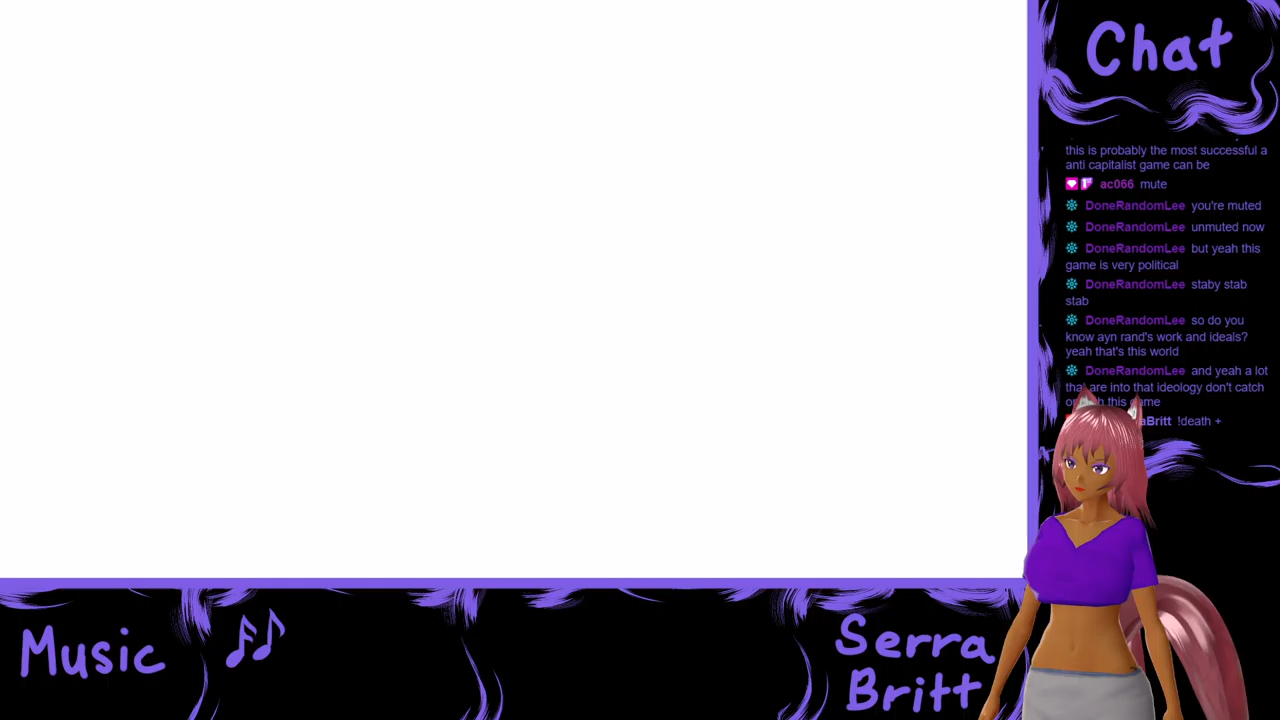 Chat
this is probably the most successful a
anti capitalist game can be
ac066 mute
DoneRandomLee you're muted
DoneRandomLee unmuted now
DoneRandomLee but yeah this
game is very political
DoneRandomLee staby stab
stab
DoneRandomLee so do you
know ayn rand's work and ideals?
yeah that's this world
DoneRandomLee and yeah a lot
that are into that ideology don't catch
this game
aBritt !death +
Music
Serra
Britt